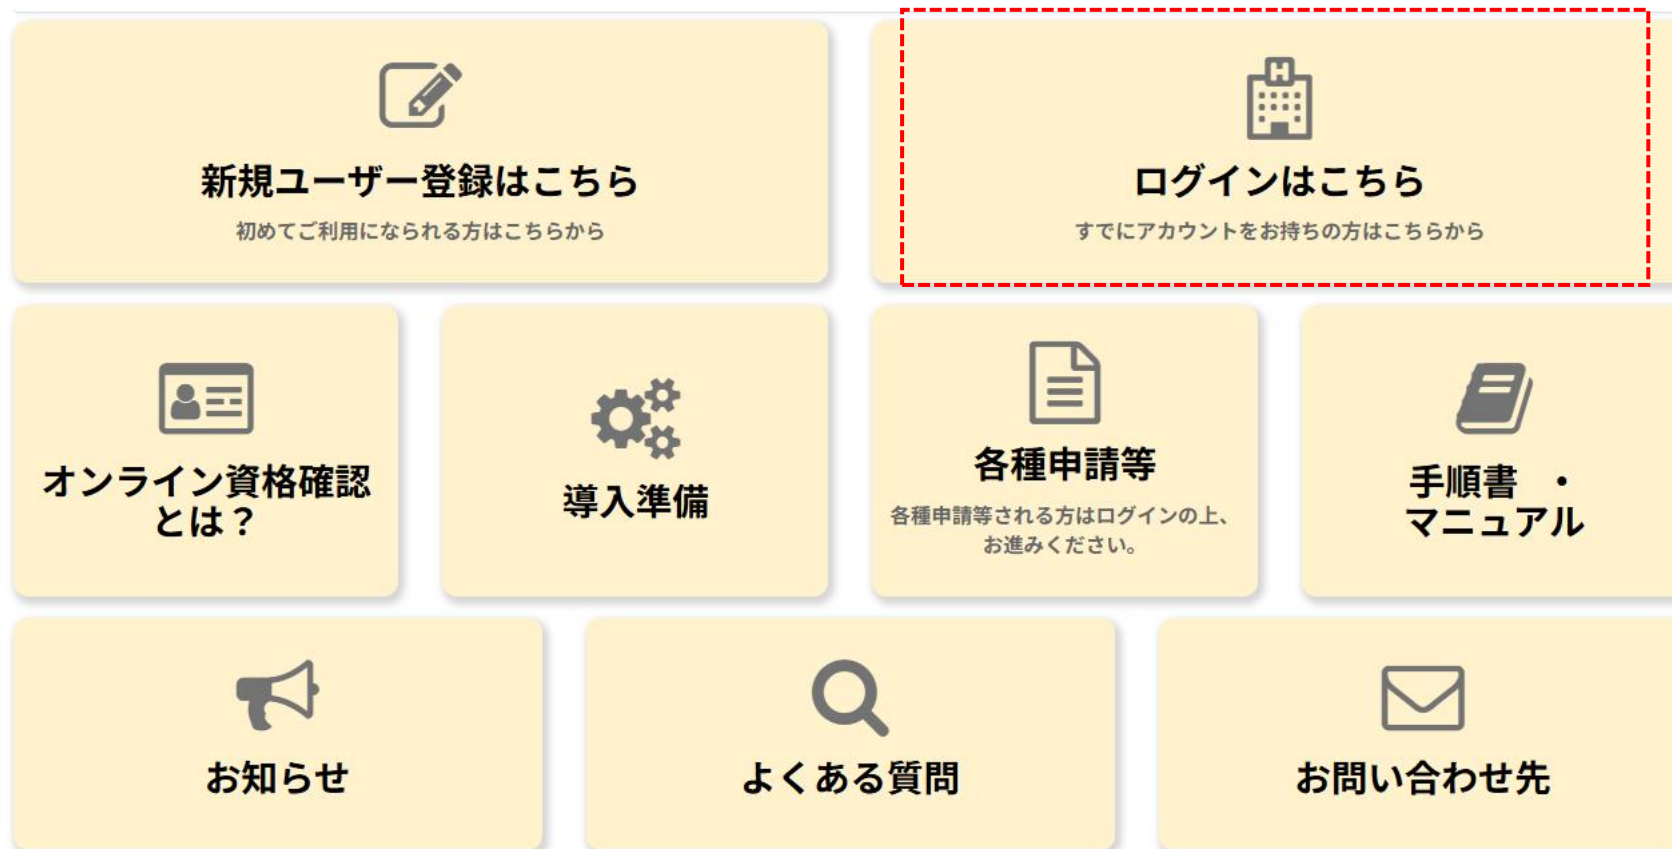 新規ユーザー登録はこちら
初めてご利用になられる方はこちらから
ログインはこちら
すでにアカウントをお持ちの方はこちらから
オンライン資格確認
とは？
導入準備
各種申請等
各種申請等される方はログインの上、
お進みください。
手順書　・
マニュアル
お知らせ
よくある質問
お問い合わせ先